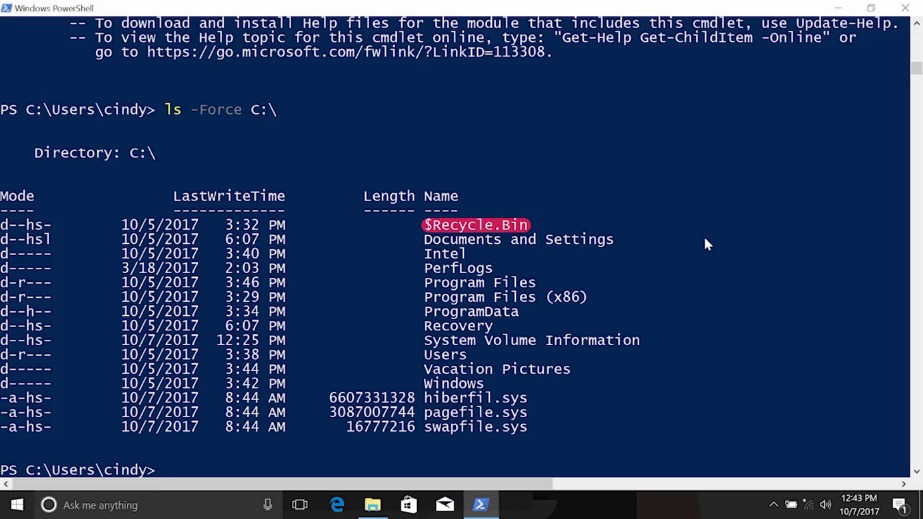 Windows PowerShell
-- To download and install Help files for the module that includes this cmdlet, use Update-Help.
-- To view the Help topic for this cmdlet online, type: "Get-Help Get-ChildItem -Online" or
go to https://go.microsoft.com/fwlink/?LinkID=113308.
PS C:\Users\cindy> ls -Force C:\
Directory: C:\
Mode LastWriteTime Length Name
---- ------------- ------ ----
d--hs- 10/5/2017 3:32 PM $Recycle.Bin
d--hsl 10/5/2017 6:07 PM Documents and Settings
d----- 10/5/2017 3:40 PM Intel
d----- 3/18/2017 2:03 PM PerfLogs
d-r--- 10/5/2017 3:46 PM Program Files
d-r--- 10/5/2017 3:29 PM Program Files (x86)
d--h-- 10/5/2017 3:34 PM ProgramData
d--hs- 10/5/2017 6:07 PM Recovery
d--hs- 10/7/2017 12:25 PM System Volume Information
d-r--- 10/5/2017 3:38 PM Users
d----- 10/5/2017 3:44 PM Vacation Pictures
d----- 10/5/2017 3:42 PM Windows
-a-hs- 10/7/2017 8:44 AM 6607331328 hiberfil.sys
-a-hs- 10/7/2017 8:44 AM 3087007744 pagefile.sys
-a-hs- 10/7/2017 8:44 AM 16777216 swapfile.sys
PS C:\Users\cindy>
Ask me anything
12:43 PM
10/7/2017
1